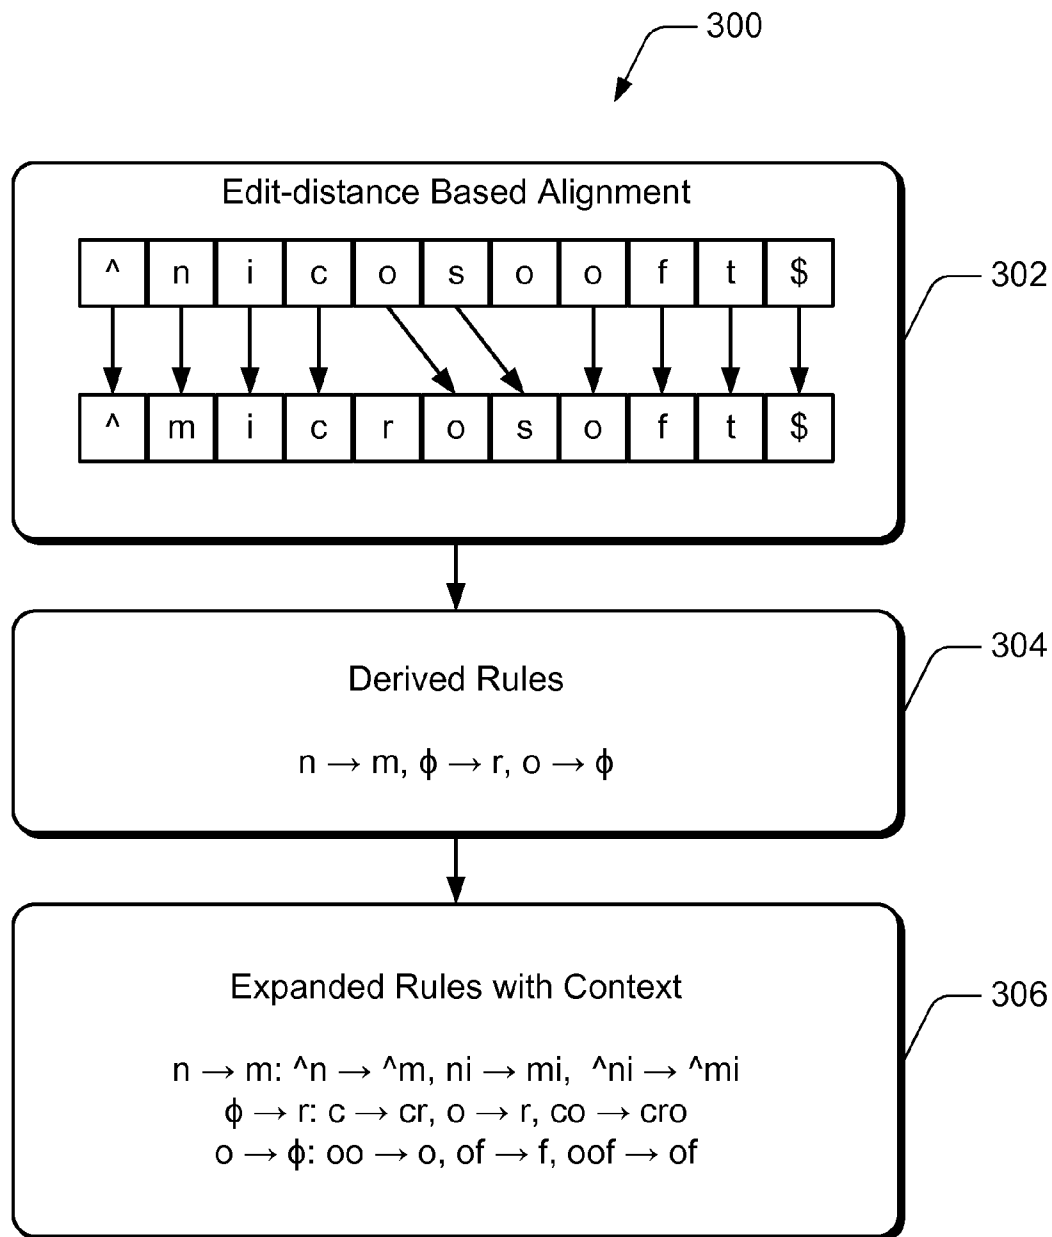 300
Edit-distance Based Alignment
^ n i c o s o o f t $
302
^ m i c r o s o f t $
304
Derived Rules
n → m, ϕ → r, o → ϕ
Expanded Rules with Context
306
n → m: ^n → ^m, ni → mi, ^ni → ^mi
ϕ → r: c → cr, o → r, co → cro
o → ϕ: oo → o, of → f, oof → of